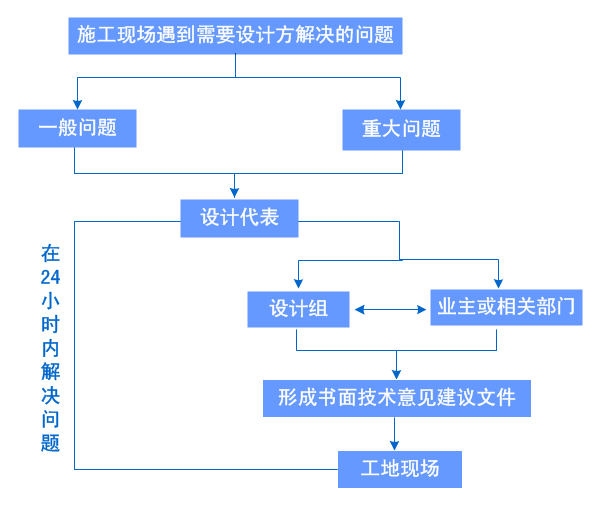 施工现场遇到需要设计方解决的问题
一般问题
重大问题
设计代表
在24小时内解决问题
设计组
业主或相关部门
形成书面技术意见建议文件
工地现场